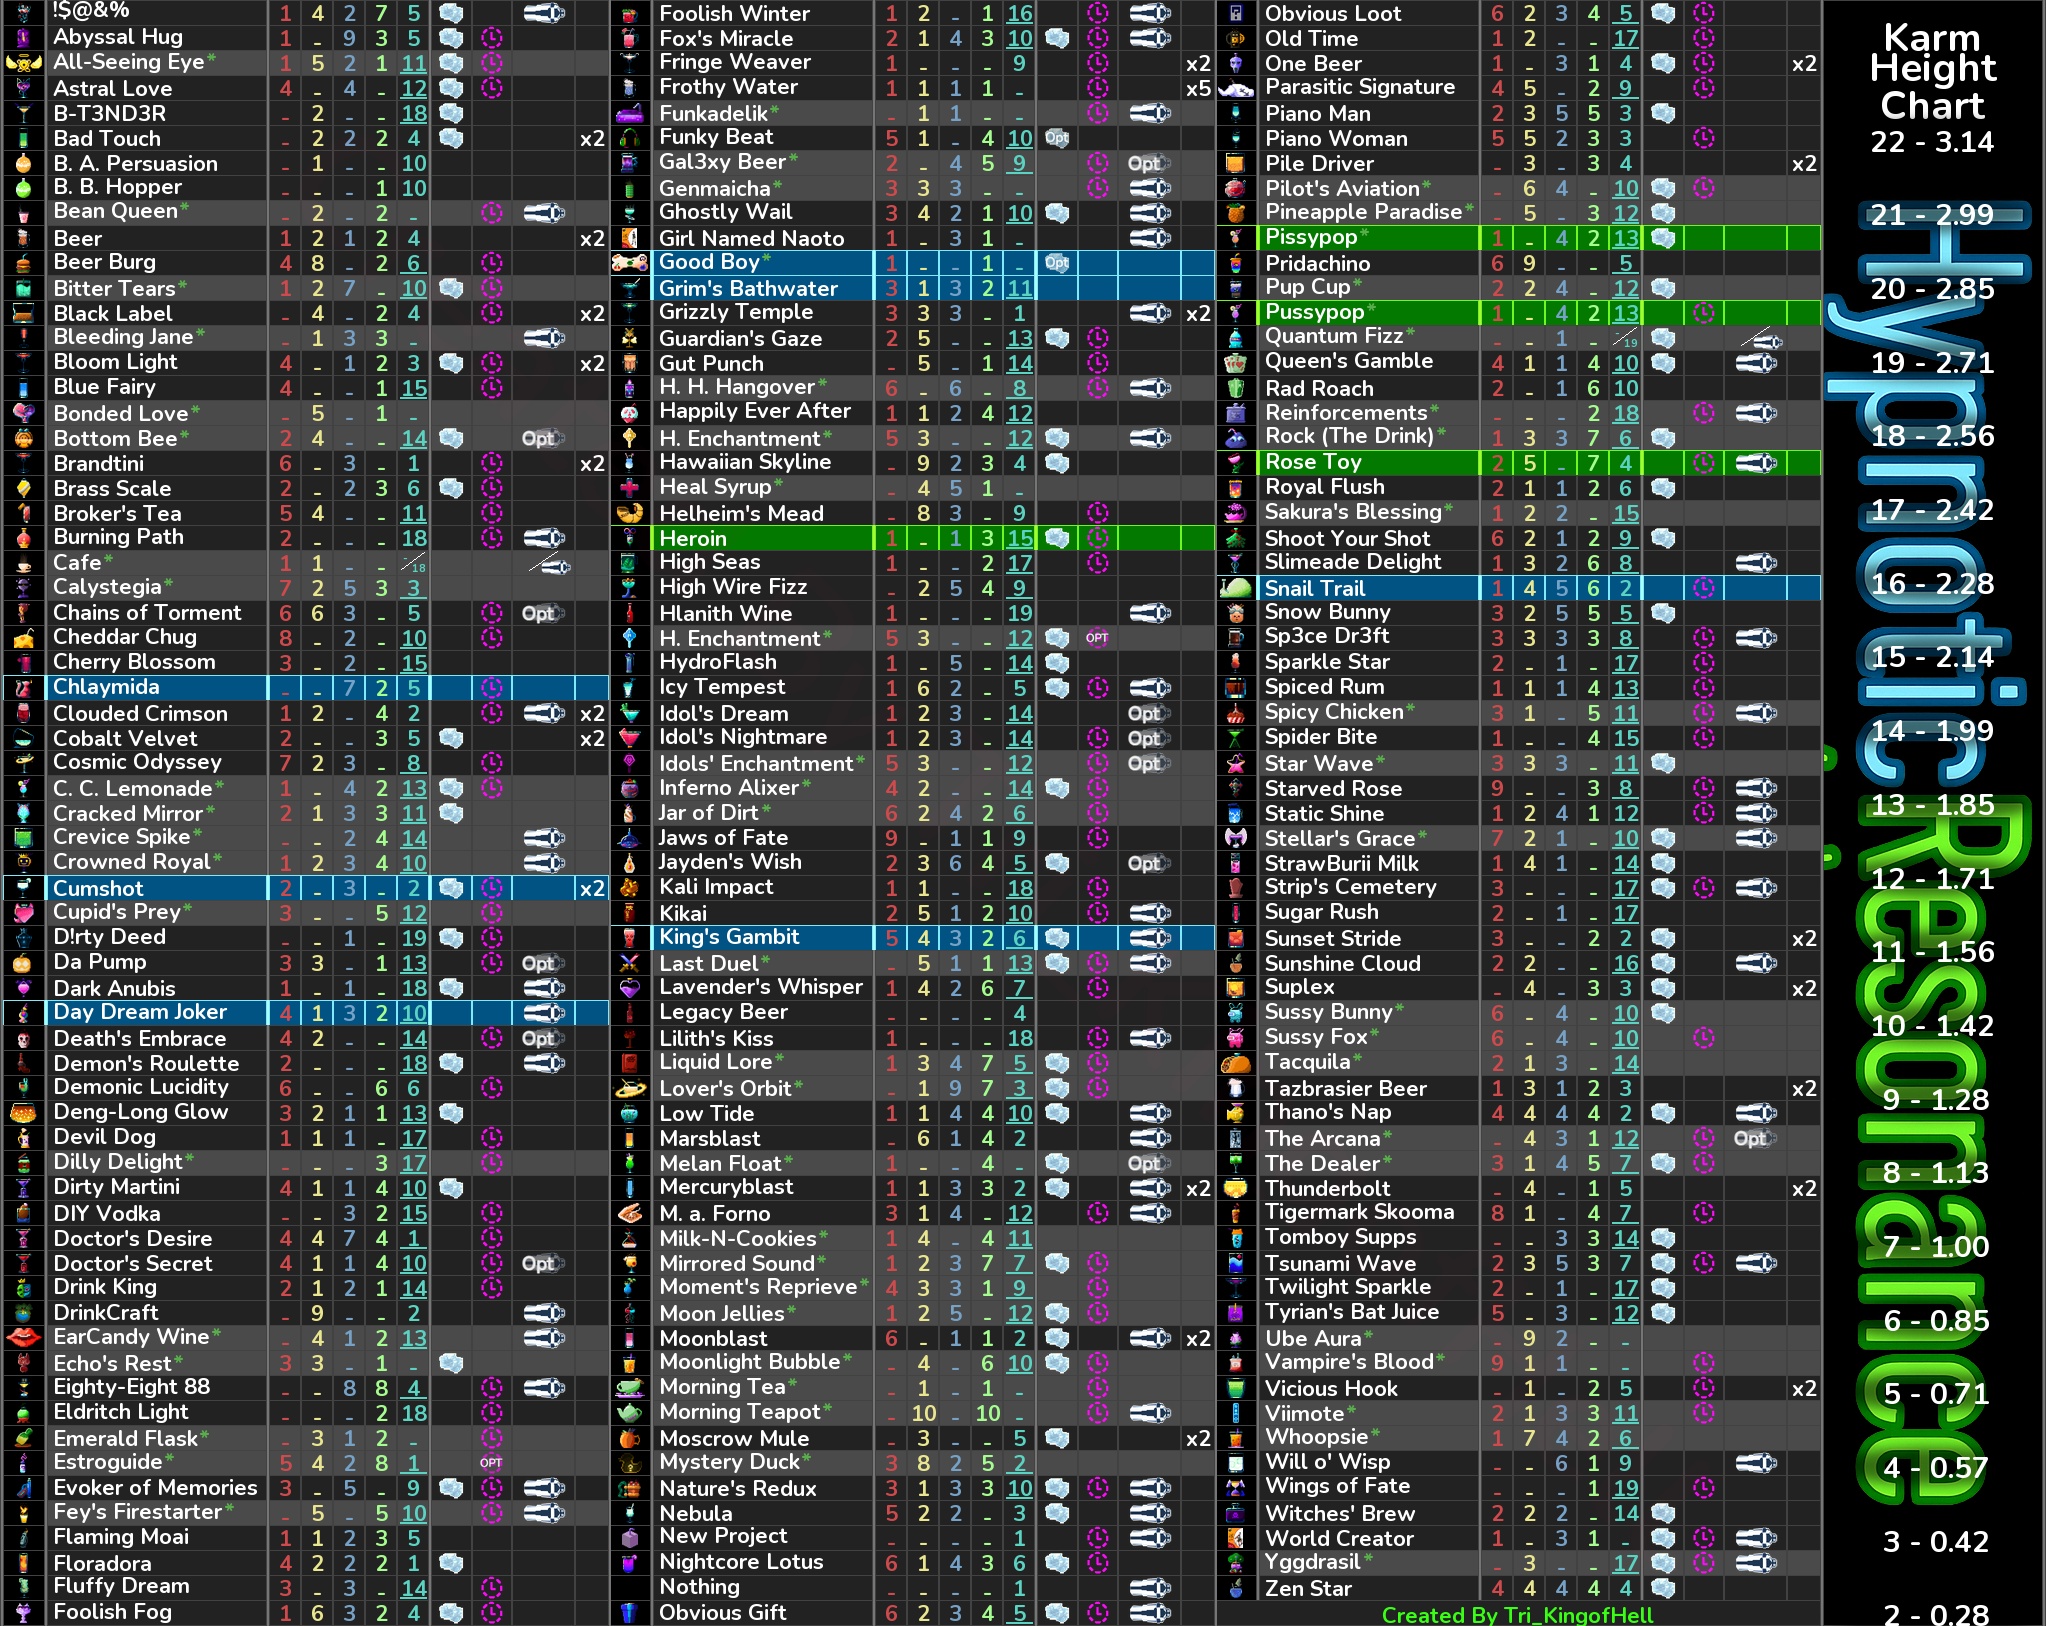 !$@&% 1 4 2 7 5
Abyssal Hug 1 - 9 3 5
All-Seeing Eye* 1 5 2 1 11
Astral Love 4 - 4 - 12
B-T3ND3R - 2 - - 18
Bad Touch - 2 2 2 4 x2
B. A. Persuasion - 1 - - 10
B. B. Hopper - - - 1 10
Bean Queen* - 2 - 2 -
Beer 1 2 1 2 4 x2
Beer Burg 4 8 - 2 6
Bitter Tears* 1 2 7 - 10
Black Label - 4 - 2 4 x2
Bleeding Jane* - 1 3 3 -
Bloom Light 4 - 1 2 3 x2
Blue Fairy 4 - - 1 15
Bonded Love* - 5 - 1 -
Bottom Bee* 2 4 - - 14 Opt
Brandtini 6 - 3 - 1 x2
Brass Scale 2 - 2 3 6
Broker's Tea 5 4 - - 11
Burning Path 2 - - - 18
Cafe* 1 1 - - -/18
Calystegia* 7 2 5 3 3
Chains of Torment 6 6 3 - 5 Opt
Cheddar Chug 8 - 2 - 10
Cherry Blossom 3 - 2 - 15
Chlaymida - - 7 2 5
Clouded Crimson 1 2 - 4 2 x2
Cobalt Velvet 2 - - 3 5 x2
Cosmic Odyssey 7 2 3 - 8
C. C. Lemonade* 1 - 4 2 13
Cracked Mirror* 2 1 3 3 11
Crevice Spike* - - 2 4 14
Crowned Royal* 1 2 3 4 10
Cumshot 2 - 3 - 2 x2
Cupid's Prey* 3 - - 5 12
D!rty Deed - - 1 - 19
Da Pump 3 3 - 1 13 Opt
Dark Anubis 1 - 1 - 18
Day Dream Joker 4 1 3 2 10
Death's Embrace 4 2 - - 14 Opt
Demon's Roulette 2 - - - 18
Demonic Lucidity 6 - - 6 6
Deng-Long Glow 3 2 1 1 13
Devil Dog 1 1 1 - 17
Dilly Delight* - - - 3 17
Dirty Martini 4 1 1 4 10
DIY Vodka - - 3 2 15
Doctor's Desire 4 4 7 4 1
Doctor's Secret 4 1 1 4 10 Opt
Drink King 2 1 2 1 14
DrinkCraft - 9 - - 2
EarCandy Wine* - 4 1 2 13
Echo's Rest* 3 3 - 1 -
Eighty-Eight 88 - - 8 8 4
Eldritch Light - - - 2 18
Emerald Flask* - 3 1 2 -
Estroguide* 5 4 2 8 1 OPT
Evoker of Memories 3 - 5 - 9
Fey's Firestarter* - 5 - 5 10
Flaming Moai 1 1 2 3 5
Floradora 4 2 2 2 1
Fluffy Dream 3 - 3 - 14
Foolish Fog 1 6 3 2 4
Foolish Winter 1 2 - 1 16
Fox's Miracle 2 1 4 3 10
Fringe Weaver 1 - - - 9 x2
Frothy Water 1 1 1 1 - x5
Funkadelik* - 1 1 - -
Funky Beat 5 1 - 4 10 Opt
Gal3xy Beer* 2 - 4 5 9 Opt
Genmaicha* 3 3 3 - -
Ghostly Wail 3 4 2 1 10
Girl Named Naoto 1 - 3 1 -
Good Boy* 1 - - 1 - Opt
Grim's Bathwater 3 1 3 2 11
Grizzly Temple 3 3 3 - 1 x2
Guardian's Gaze 2 5 - - 13
Gut Punch - 5 - 1 14
H. H. Hangover* 6 - 6 - 8
Happily Ever After 1 1 2 4 12
H. Enchantment* 5 3 - - 12
Hawaiian Skyline - 9 2 3 4
Heal Syrup* - 4 5 1 -
Helheim's Mead - 8 3 - 9
Heroin 1 - 1 3 15
High Seas 1 - - 2 17
High Wire Fizz - 2 5 4 9
Hlanith Wine 1 - - - 19
H. Enchantment* 5 3 - - 12 OPT
HydroFlash 1 - 5 - 14
Icy Tempest 1 6 2 - 5
Idol's Dream 1 2 3 - 14 Opt
Idol's Nightmare 1 2 3 - 14 Opt
Idols' Enchantment* 5 3 - - 12 Opt
Inferno Alixer* 4 2 - - 14
Jar of Dirt* 6 2 4 2 6
Jaws of Fate 9 - 1 1 9
Jayden's Wish 2 3 6 4 5 Opt
Kali Impact 1 1 - - 18
Kikai 2 5 1 2 10
King's Gambit 5 4 3 2 6
Last Duel* - 5 1 1 13
Lavender's Whisper 1 4 2 6 7
Legacy Beer - - - - 4
Lilith's Kiss 1 - - - 18
Liquid Lore* 1 3 4 7 5
Lover's Orbit* - 1 9 7 3
Low Tide 1 1 4 4 10
Marsblast - 6 1 4 2
Melan Float* 1 - - 4 - Opt
Mercuryblast 1 1 3 3 2 x2
M. a. Forno 3 1 4 - 12
Milk-N-Cookies* 1 4 - 4 11
Mirrored Sound* 1 2 3 7 7
Moment's Reprieve* 4 3 3 1 9
Moon Jellies* 1 2 5 - 12
Moonblast 6 - 1 1 2 x2
Moonlight Bubble* - 4 - 6 10
Morning Tea* - 1 - 1 -
Morning Teapot* - 10 - 10 -
Moscrow Mule - 3 - - 5 x2
Mystery Duck* 3 8 2 5 2
Nature's Redux 3 1 3 3 10
Nebula 5 2 2 - 3
New Project - - - - 1
Nightcore Lotus 6 1 4 3 6
Nothing - - - - 1
Obvious Gift 6 2 3 4 5
Obvious Loot 6 2 3 4 5
Old Time 1 2 - - 17
One Beer 1 - 3 1 4 x2
Parasitic Signature 4 5 - 2 9
Piano Man 2 3 5 5 3
Piano Woman 5 5 2 3 3
Pile Driver - 3 - 3 4 x2
Pilot's Aviation* - 6 4 - 10
Pineapple Paradise* - 5 - 3 12
Pissypop* 1 - 4 2 13
Pridachino 6 9 - - 5
Pup Cup* 2 2 4 - 12
Pussypop* 1 - 4 2 13
Quantum Fizz* - - 1 - -/19
Queen's Gamble 4 1 1 4 10
Rad Roach 2 - 1 6 10
Reinforcements* - - - 2 18
Rock (The Drink)* 1 3 3 7 6
Rose Toy 2 5 - 7 4
Royal Flush 2 1 1 2 6
Sakura's Blessing* 1 2 2 - 15
Shoot Your Shot 6 2 1 2 9
Slimeade Delight 1 3 2 6 8
Snail Trail 1 4 5 6 2
Snow Bunny 3 2 5 5 5
Sp3ce Dr3ft 3 3 3 3 8
Sparkle Star 2 - 1 - 17
Spiced Rum 1 1 1 4 13
Spicy Chicken* 3 1 - 5 11
Spider Bite 1 - - 4 15
Star Wave* 3 3 3 - 11
Starved Rose 9 - - 3 8
Static Shine 1 2 4 1 12
Stellar's Grace* 7 2 1 - 10
StrawBurii Milk 1 4 1 - 14
Strip's Cemetery 3 - - - 17
Sugar Rush 2 - 1 - 17
Sunset Stride 3 - - 2 2 x2
Sunshine Cloud 2 2 - - 16
Suplex - 4 - 3 3 x2
Sussy Bunny* 6 - 4 - 10
Sussy Fox* 6 - 4 - 10
Tacquila* 2 1 3 - 14
Tazbrasier Beer 1 3 1 2 3 x2
Thano's Nap 4 4 4 4 2
The Arcana* - 4 3 1 12 Opt
The Dealer* 3 1 4 5 7
Thunderbolt - 4 - 1 5 x2
Tigermark Skooma 8 1 - 4 7
Tomboy Supps - - 3 3 14
Tsunami Wave 2 3 5 3 7
Twilight Sparkle 2 - 1 - 17
Tyrian's Bat Juice 5 - 3 - 12
Ube Aura* - 9 2 - -
Vampire's Blood* 9 1 1 - -
Vicious Hook - 1 - 2 5 x2
Viimote* 2 1 3 3 11
Whoopsie* 1 7 4 2 6
Will o' Wisp - - 6 1 9
Wings of Fate - - - 1 19
Witches' Brew 2 2 2 - 14
World Creator 1 - 3 1 -
Yggdrasil* - 3 - - 17
Zen Star 4 4 4 4 4
Created By Tri_KingofHell
Karm
Height
Chart
22 - 3.14
21 - 2.99
20 - 2.85
19 - 2.71
18 - 2.56
17 - 2.42
16 - 2.28
15 - 2.14
14 - 1.99
13 - 1.85
12 - 1.71
11 - 1.56
10 - 1.42
9 - 1.28
8 - 1.13
7 - 1.00
6 - 0.85
5 - 0.71
4 - 0.57
3 - 0.42
2 - 0.28
Hypnotic Resonance